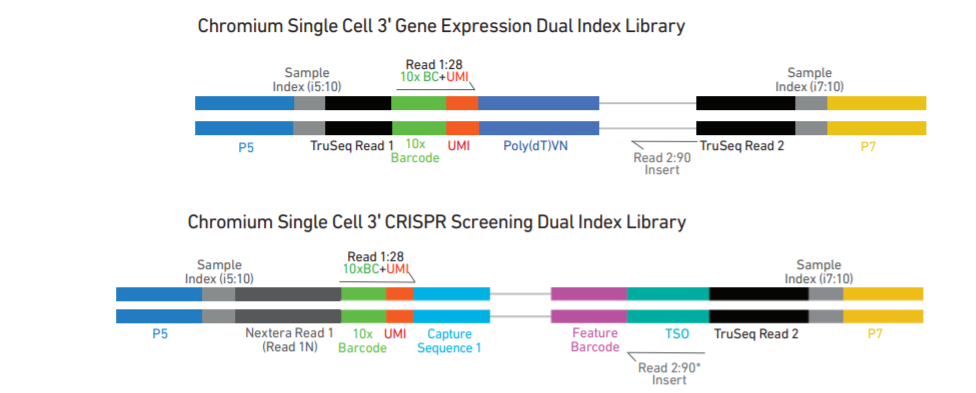 Chromium Single Cell 3' Gene Expression Dual Index Library
Read 1:28
10x BC+UMI
Sample
Index (i5:10)
Sample
Index (i7:10)
P5
TruSeq Read 1
10x
Barcode
UMI
Poly(dT)VN
Read 2:90
Insert
TruSeq Read 2
P7
Chromium Single Cell 3' CRISPR Screening Dual Index Library
Read 1:28
10xBC+UMI
Sample
Index (i5:10)
Sample
Index (i7:10)
P5
Nextera Read 1
(Read 1N)
10x
Barcode
UMI
Capture
Sequence 1
Feature
Barcode
TSO
TruSeq Read 2
P7
Read 2:90*
Insert